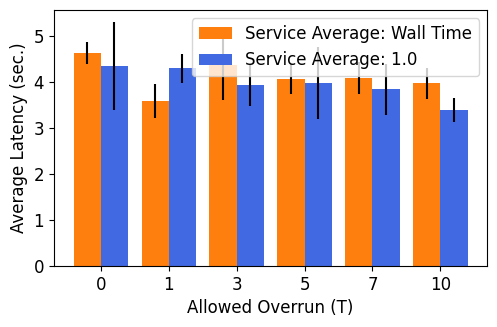 Service Average: Wall Time
Service Average: 1.0
Average Latency (sec.)
5
4
3
2
1
0
0 1 3 5 7 10
Allowed Overrun (T)